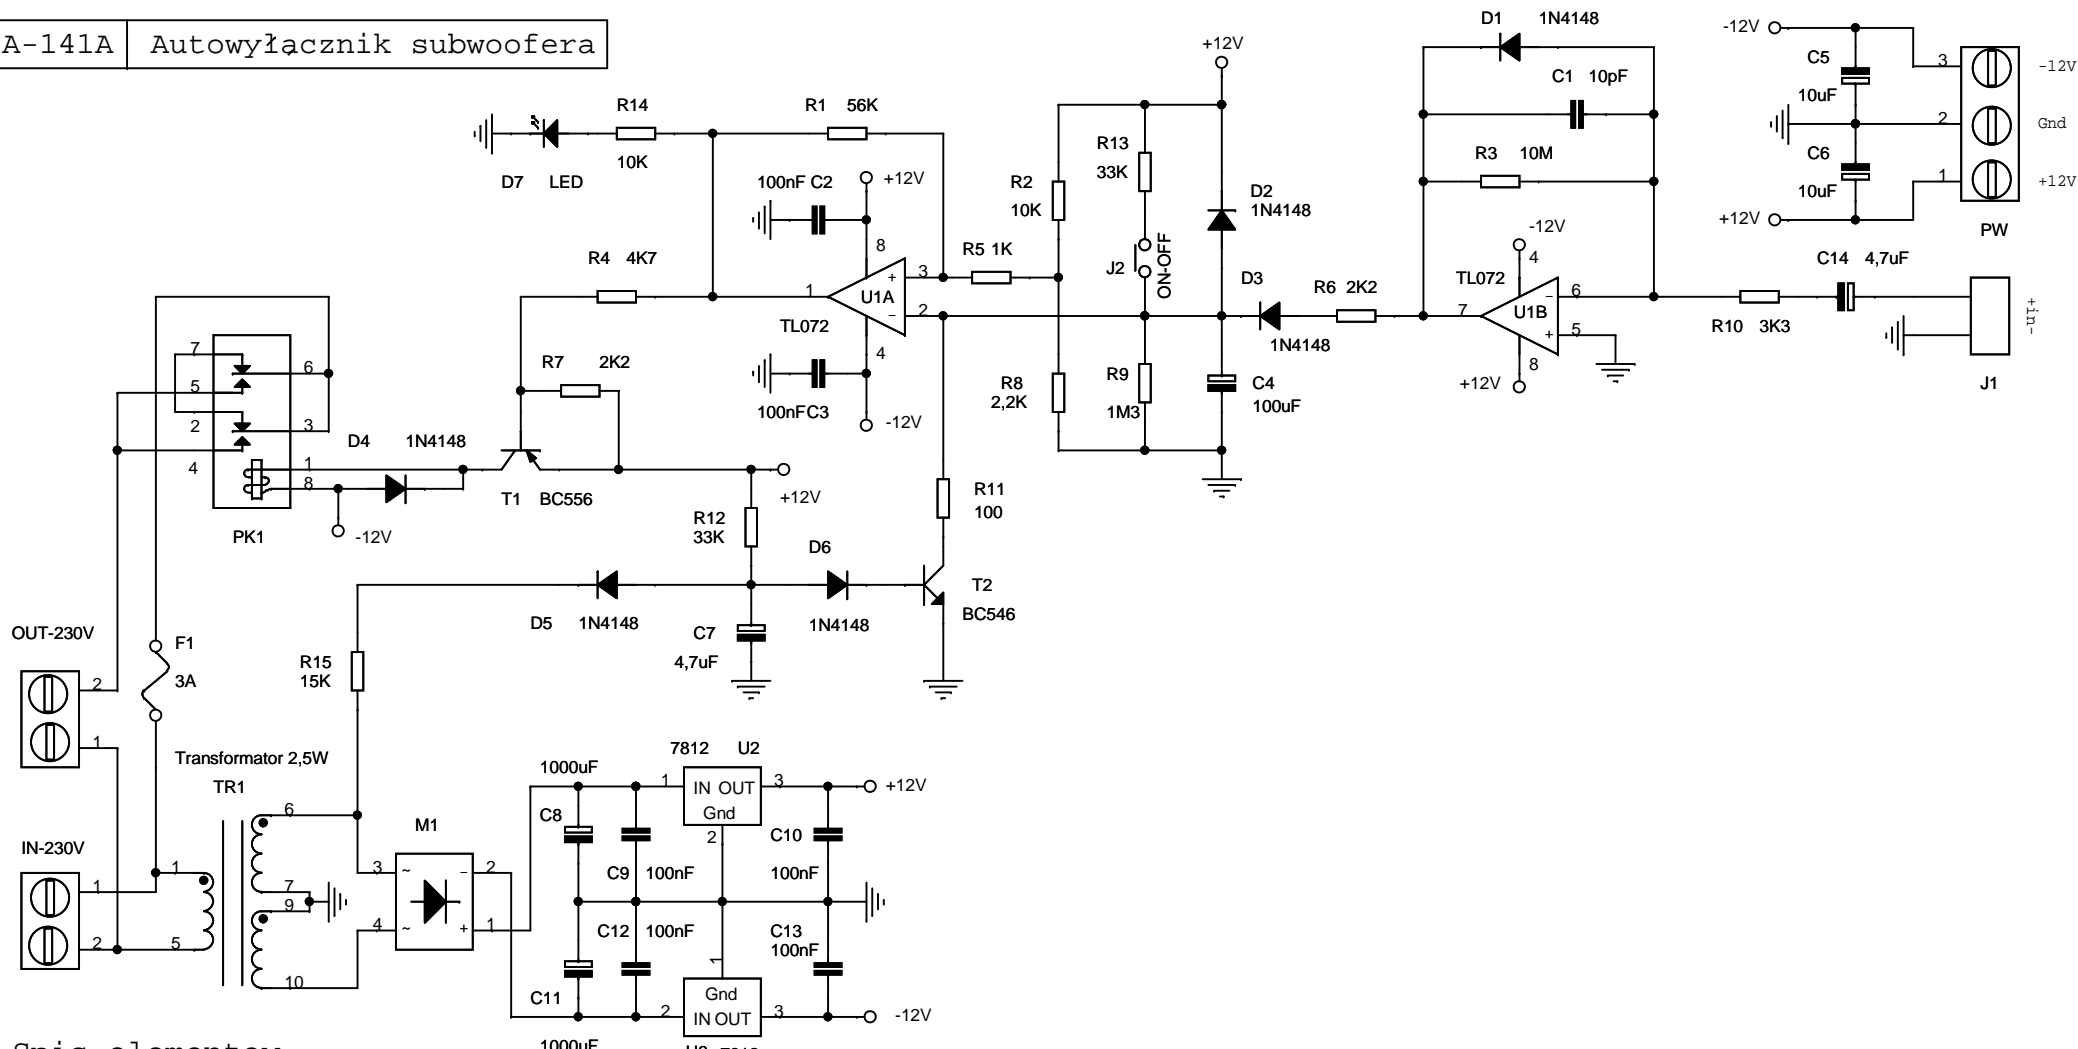 A-141A Autowyłącznik subwoofera
D1 1N4148
-12V
+12V
C5
10uF
3
-12V
C1 10pF
R14
10K
R1 56K
D7 LED
100nF C2
+12V
R13
33K
R2
10K
D2
1N4148
R3 10M
2
Gnd
C6
10uF
1
+12V
+12V
PW
8
R5 1K
J2
ON-OFF
-12V
4
R4 4K7
3
+
U1A
−
2
1
TL072
4
D3
1N4148
R6 2K2
TL072
7
U1B
−
+
6
5
8
+12V
C14 4,7uF
R10 3K3
+in-
J1
7
5
2
4
6
3
1
8
PK1
R7 2K2
100nF C3
-12V
R8
2,2K
R9
1M3
C4
100uF
D4 1N4148
-12V
T1 BC556
+12V
R11
100
R12
33K
D6
1N4148
T2
BC546
D5 1N4148
C7
4,7uF
OUT-230V
2
1
F1
3A
R15
15K
Transformator 2,5W
TR1
6
7
9
10
1
5
IN-230V
1
2
M1
3 ~ − 2
4 ~ + 1
7812 U2
1000uF
1
IN OUT
Gnd
3
+12V
2
C8
C9 100nF
C10
100nF
C12 100nF
C13
100nF
1
C11
Gnd
IN OUT
2
3
-12V
1000uF